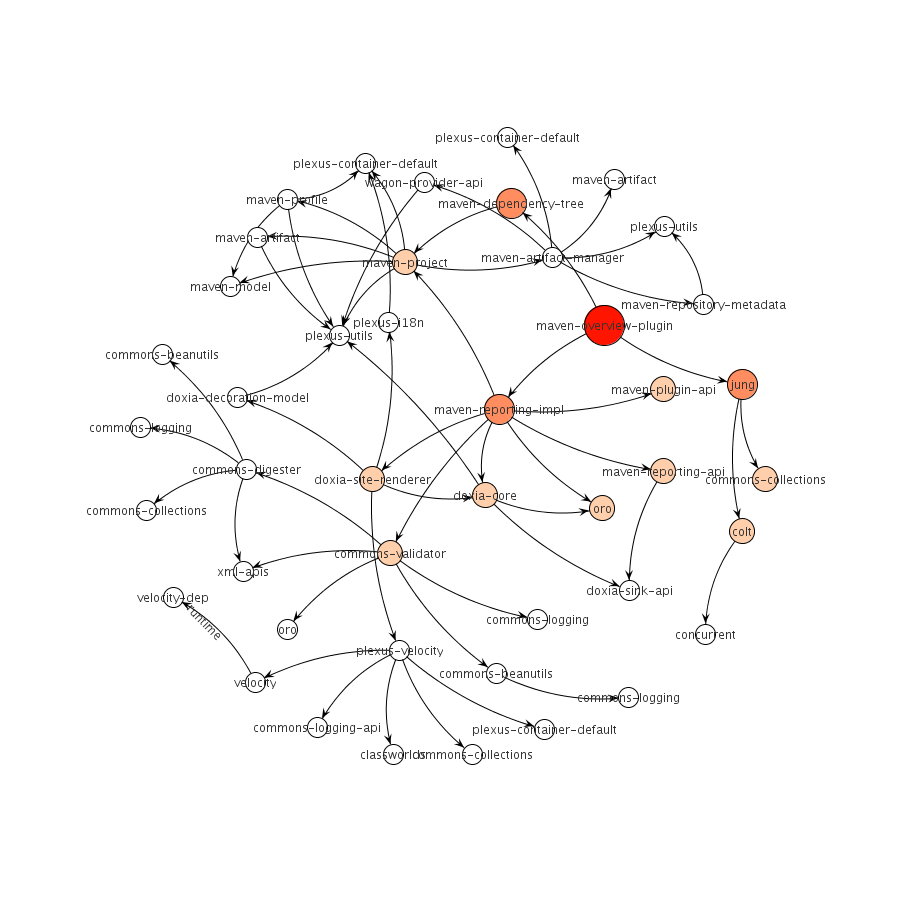 plexus-container-default
plexus-container-default
wagon-provider-api
maven-artifact
maven-profile
maven-dependency-tree
plexus-utils
maven-artifact
maven-project
maven-artifact-manager
maven-model
maven-repository-metadata
plexus-i18n
maven-overview-plugin
plexus-utils
commons-beanutils
jung
maven-plugin-api
doxia-decoration-model
maven-reporting-impl
commons-logging
commons-digester
maven-reporting-api
doxia-site-renderer
commons-collections
doxia-core
commons-collections
oro
colt
commons-validator
xml-apis
doxia-sink-api
velocity-dep
runtime
commons-logging
oro
concurrent
plexus-velocity
commons-beanutils
velocity
commons-logging
commons-logging-api
plexus-container-default
classworlds
commons-collections